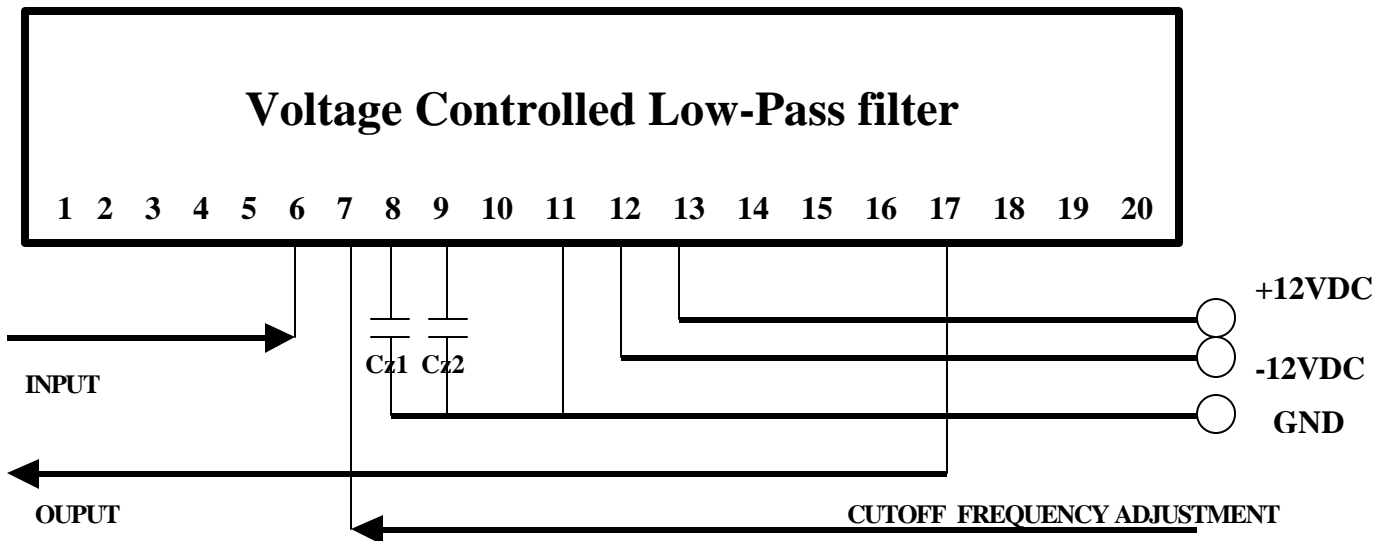 Voltage Controlled Low-Pass filter
1 2 3 4 5 6 7 8 9 10 11 12 13 14 15 16 17 18 19 20
+12VDC
Cz1 Cz2
-12VDC
INPUT
GND
OUPUT
CUTOFF FREQUENCY ADJUSTMENT